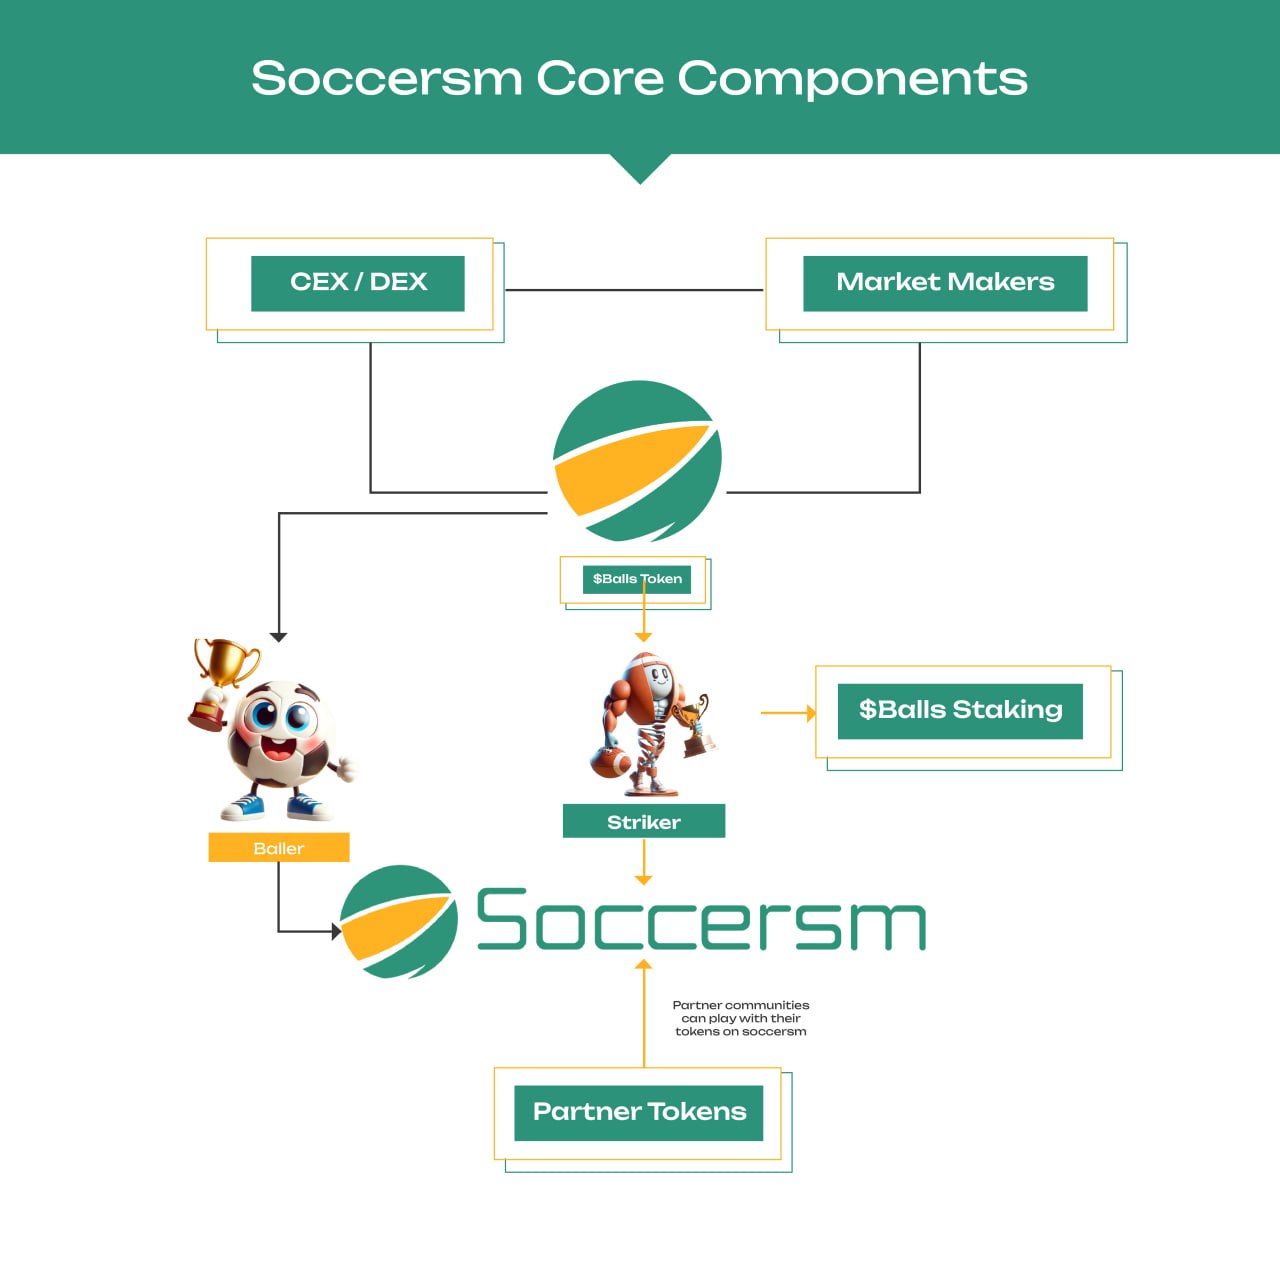 Soccersm Core Components
CEX / DEX
Market Makers
$Balls Token
$Balls Staking
Striker
Baller
Soccersm
Partner communities
can play with their
tokens on soccersm
Partner Tokens